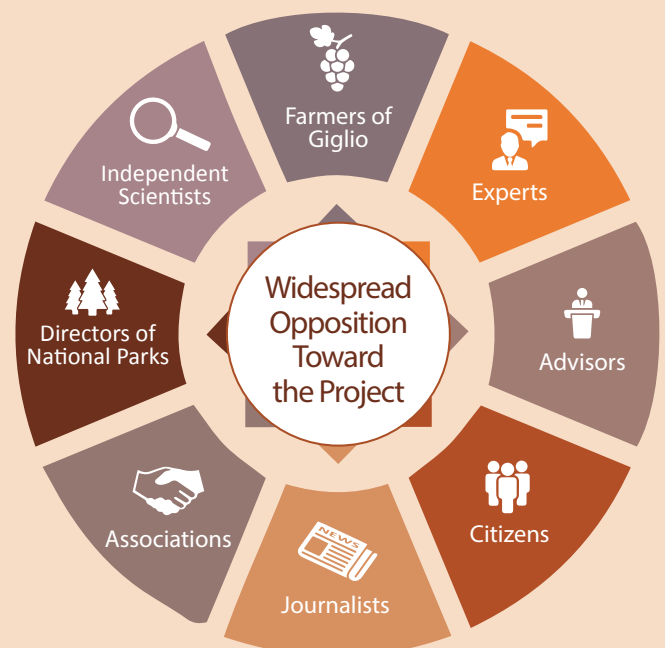 Farmers of
Giglio
Experts
Advisors
Citizens
NEWS
Journalists
Associations
Directors of
National Parks
Independent
Scientists
Widespread
Opposition
Toward
the Project